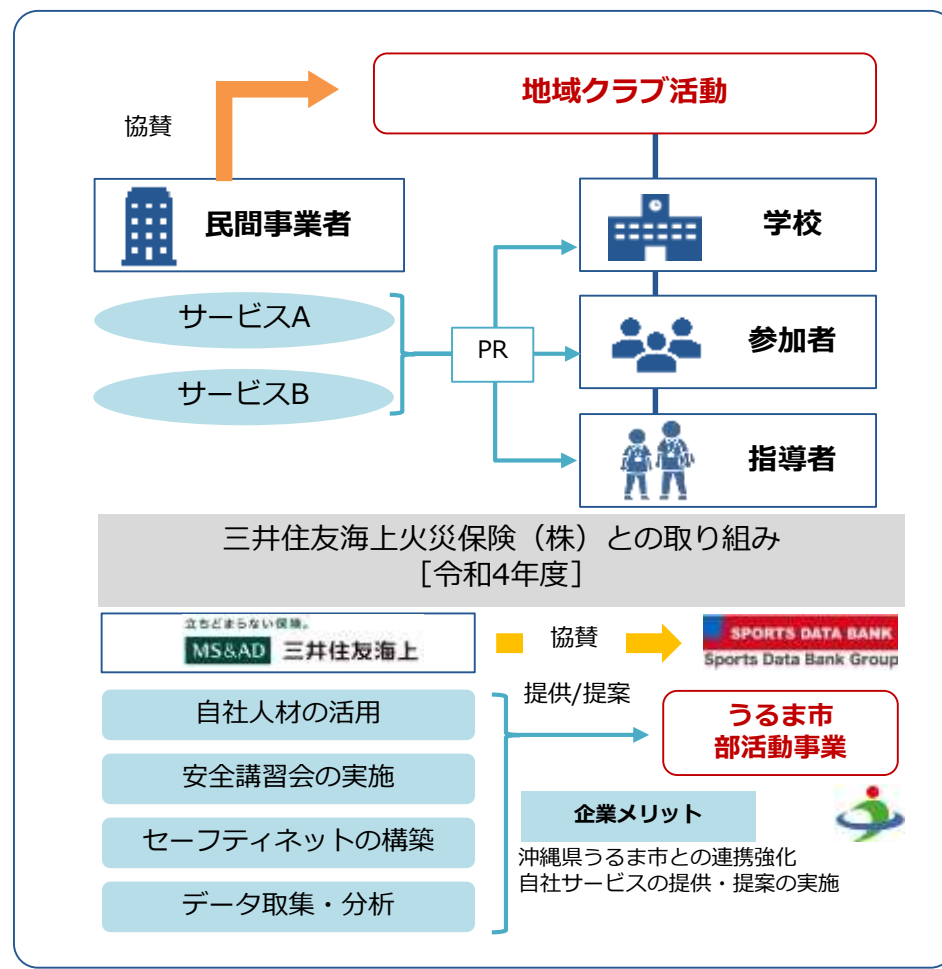 地域クラブ活動
協賛
民間事業者
学校
サービスA
PR
参加者
サービスB
指導者
三井住友海上火災保険（株）との取り組み
［令和4年度］
立ちどまらない保険。
MS&AD 三井住友海上
協賛
SPORTS DATA BANK
Sports Data Bank Group
提供/提案
自社人材の活用
うるま市
部活動事業
安全講習会の実施
企業メリット
セーフティネットの構築
沖縄県うるま市との連携強化
自社サービスの提供・提案の実施
データ取集・分析